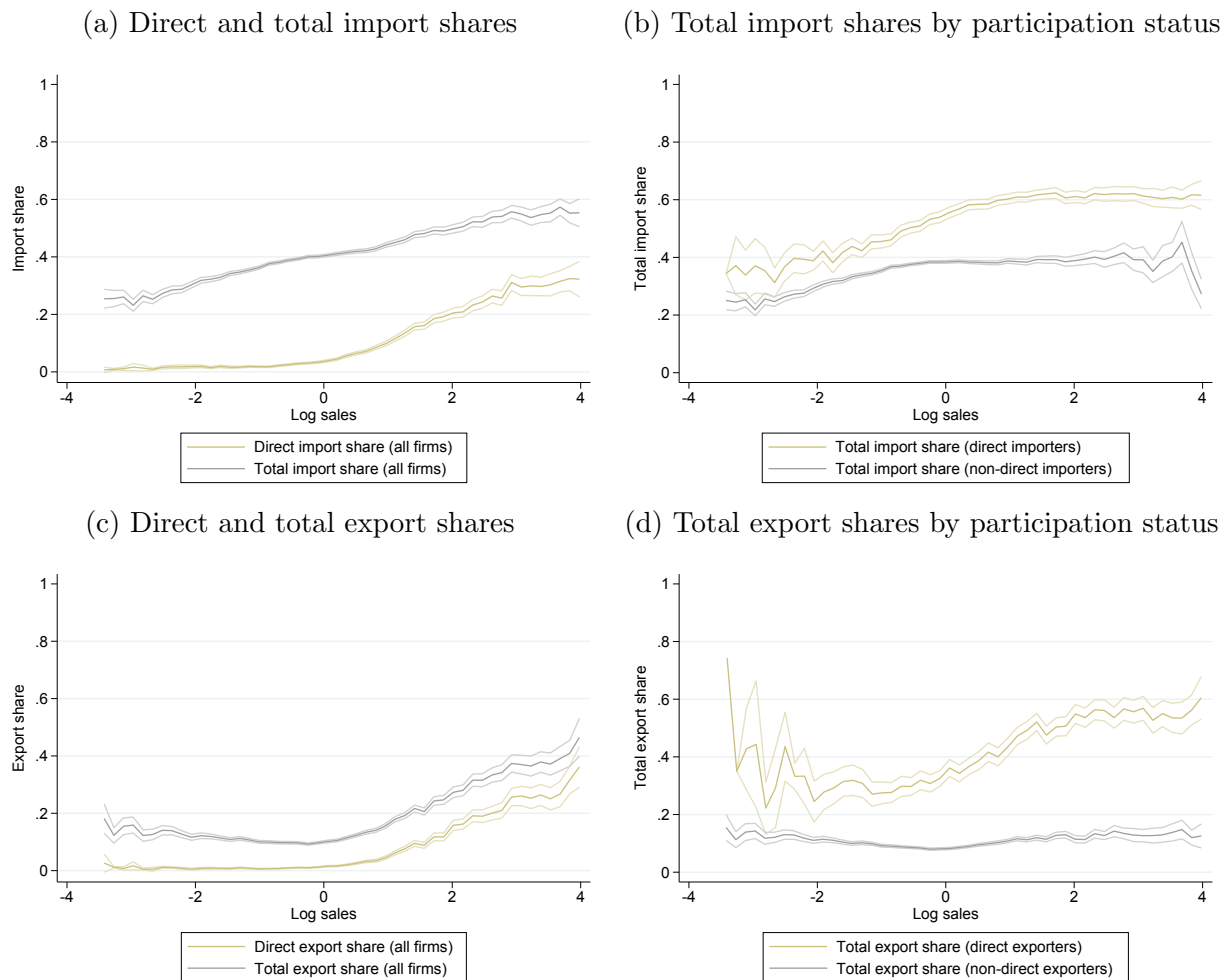 (a) Direct and total import shares
(b) Total import shares by participation status
1
.8
.6
.4
.2
0
Import share
-4 -2 0 2 4
Log sales
Direct import share (all firms)
Total import share (all firms)
1
.8
.6
.4
.2
0
Total import share
-4 -2 0 2 4
Log sales
Total import share (direct importers)
Total import share (non-direct importers)
(c) Direct and total export shares
(d) Total export shares by participation status
1
.8
.6
.4
.2
0
Export share
-4 -2 0 2 4
Log sales
Direct export share (all firms)
Total export share (all firms)
1
.8
.6
.4
.2
0
Total export share
-4 -2 0 2 4
Log sales
Total export share (direct exporters)
Total export share (non-direct exporters)